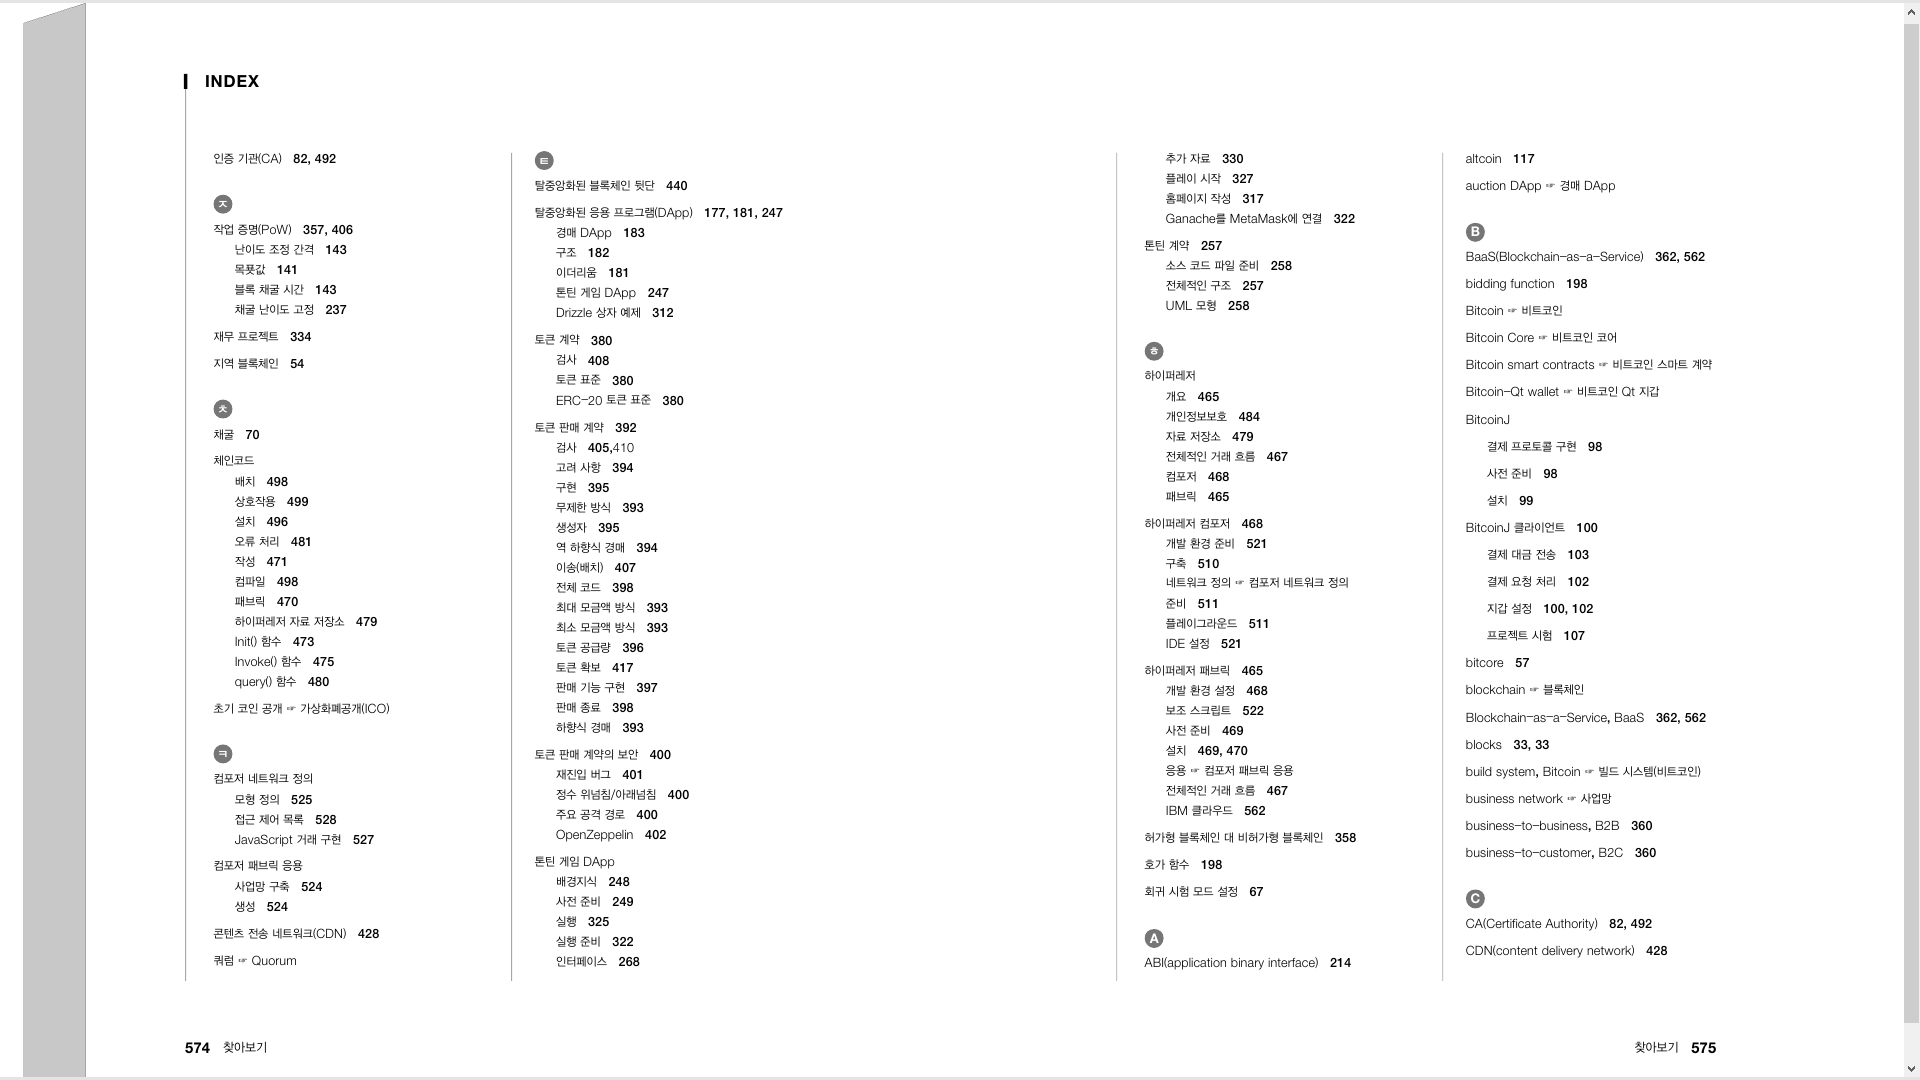 INDEX
인증 기관(CA) 82, 492
ㅈ
작업 증명(PoW) 357, 406
난이도 조정 간격 143
목푯값 141
블록 채굴 시간 143
채굴 난이도 고정 237
재무 프로젝트 334
지역 블록체인 54
ㅊ
채굴 70
체인코드
배치 498
상호작용 499
설치 496
오류 처리 481
작성 471
컴파일 498
패브릭 470
하이퍼레저 자료 저장소 479
Init() 함수 473
Invoke() 함수 475
query() 함수 480
초기 코인 공개 ☞ 가상화폐공개(ICO)
ㅋ
컴포저 네트워크 정의
모형 정의 525
접근 제어 목록 528
JavaScript 거래 구현 527
컴포저 패브릭 응용
사업망 구축 524
생성 524
콘텐츠 전송 네트워크(CDN) 428
쿼럼 ☞ Quorum
ㅌ
탈중앙화된 블록체인 뒷단 440
탈중앙화된 응용 프로그램(DApp) 177, 181, 247
경매 DApp 183
구조 182
이더리움 181
톤틴 게임 DApp 247
Drizzle 상자 예제 312
토큰 계약 380
검사 408
토큰 표준 380
ERC-20 토큰 표준 380
토큰 판매 계약 392
검사 405,410
고려 사항 394
구현 395
무제한 방식 393
생성자 395
역 하향식 경매 394
이송(배치) 407
전체 코드 398
최대 모금액 방식 393
최소 모금액 방식 393
토큰 공급량 396
토큰 확보 417
판매 기능 구현 397
판매 종료 398
하향식 경매 393
토큰 판매 계약의 보안 400
재진입 버그 401
정수 위넘침/아래넘침 400
주요 공격 경로 400
OpenZeppelin 402
톤틴 게임 DApp
배경지식 248
사전 준비 249
실행 325
실행 준비 322
인터페이스 268
추가 자료 330
플레이 시작 327
홈페이지 작성 317
Ganache를 MetaMask에 연결 322
톤틴 계약 257
소스 코드 파일 준비 258
전체적인 구조 257
UML 모형 258
ㅎ
하이퍼레저
개요 465
개인정보보호 484
자료 저장소 479
전체적인 거래 흐름 467
컴포저 468
패브릭 465
하이퍼레저 컴포저 468
개발 환경 준비 521
구축 510
네트워크 정의 ☞ 컴포저 네트워크 정의
준비 511
플레이그라운드 511
IDE 설정 521
하이퍼레저 패브릭 465
개발 환경 설정 468
보조 스크립트 522
사전 준비 469
설치 469, 470
응용 ☞ 컴포저 패브릭 응용
전체적인 거래 흐름 467
IBM 클라우드 562
허가형 블록체인 대 비허가형 블록체인 358
호가 함수 198
회귀 시험 모드 설정 67
A
ABI(application binary interface) 214
altcoin 117
auction DApp ☞ 경매 DApp
B
BaaS(Blockchain-as-a-Service) 362, 562
bidding function 198
Bitcoin ☞ 비트코인
Bitcoin Core ☞ 비트코인 코어
Bitcoin smart contracts ☞ 비트코인 스마트 계약
Bitcoin-Qt wallet ☞ 비트코인 Qt 지갑
BitcoinJ
결제 프로토콜 구현 98
사전 준비 98
설치 99
BitcoinJ 클라이언트 100
결제 대금 전송 103
결제 요청 처리 102
지갑 설정 100, 102
프로젝트 시험 107
bitcore 57
blockchain ☞ 블록체인
Blockchain-as-a-Service, BaaS 362, 562
blocks 33, 33
build system, Bitcoin ☞ 빌드 시스템(비트코인)
business network ☞ 사업망
business-to-business, B2B 360
business-to-customer, B2C 360
C
CA(Certificate Authority) 82, 492
CDN(content delivery network) 428
574 찾아보기
찾아보기 575